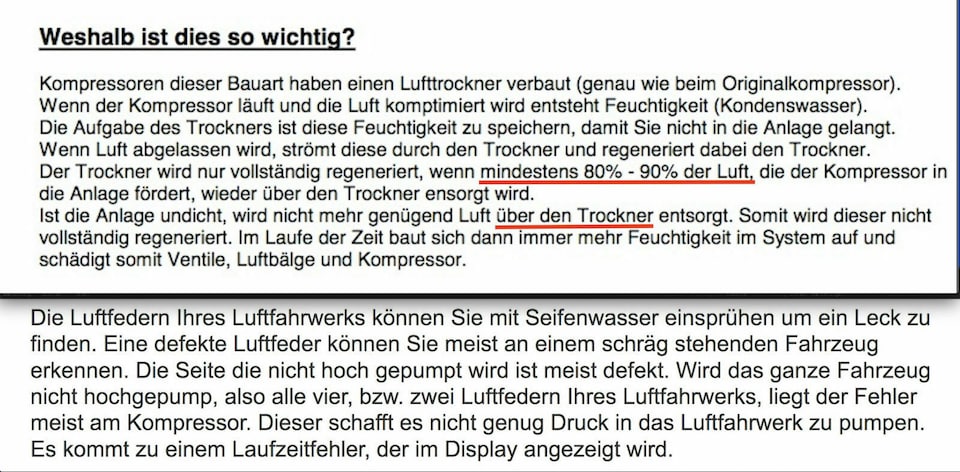 Weshalb ist dies so wichtig?
Kompressoren dieser Bauart haben einen Lufttrockner verbaut (genau wie beim Originalkompressor).
Wenn der Kompressor läuft und die Luft komptimiert wird entsteht Feuchtigkeit (Kondenswasser).
Die Aufgabe des Trockners ist diese Feuchtigkeit zu speichern, damit Sie nicht in die Anlage gelangt.
Wenn Luft abgelassen wird, strömt diese durch den Trockner und regeneriert dabei den Trockner.
Der Trockner wird nur vollständig regeneriert, wenn mindestens 80% - 90% der Luft, die der Kompressor in
die Anlage fördert, wieder über den Trockner ensorgt wird.
Ist die Anlage undicht, wird nicht mehr genügend Luft über den Trockner entsorgt. Somit wird dieser nicht
vollständig regeneriert. Im Laufe der Zeit baut sich dann immer mehr Feuchtigkeit im System auf und
schädigt somit Ventile, Luftbälge und Kompressor.
Die Luftfedern Ihres Luftfahrwerks können Sie mit Seifenwasser einsprühen um ein Leck zu
finden. Eine defekte Luftfeder können Sie meist an einem schräg stehenden Fahrzeug
erkennen. Die Seite die nicht hoch gepumpt wird ist meist defekt. Wird das ganze Fahrzeug
nicht hochgepump, also alle vier, bzw. zwei Luftfedern Ihres Luftfahrwerks, liegt der Fehler
meist am Kompressor. Dieser schafft es nicht genug Druck in das Luftfahrwerk zu pumpen.
Es kommt zu einem Laufzeitfehler, der im Display angezeigt wird.